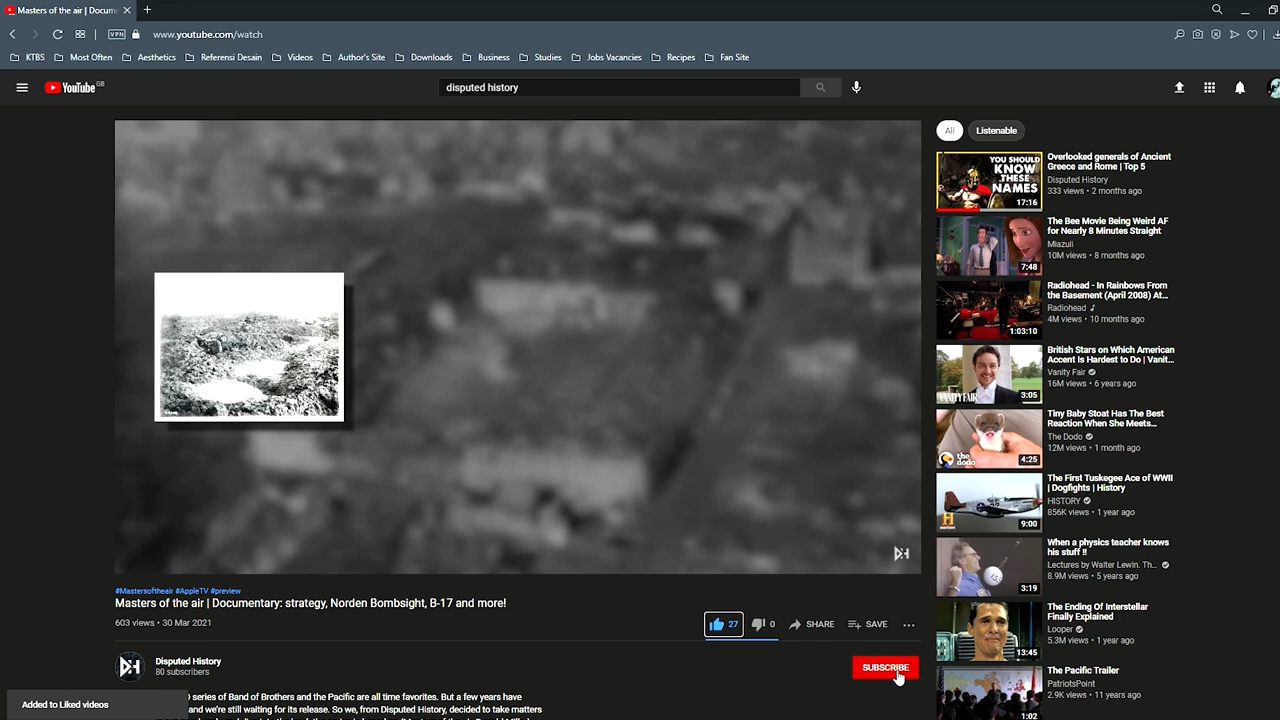 Masters of the air | Docum
VPN
www.youtube.com/watch
KTBS
Most Often
Aesthetics
Referensi Desain
Videos
Author's Site
Downloads
Business
Studies
Jobs Vacancies
Recipes
Fan Site
YouTube GB
disputed history
All
Listenable
YOU SHOULD
KNOW
THESE
NAMES
17:16
Overlooked generals of Ancient
Greece and Rome | Top 5
Disputed History
333 views • 2 months ago
7:48
The Bee Movie Being Weird AF
for Nearly 8 Minutes Straight
Miazuli
10M views • 8 months ago
1:03:10
Radiohead - In Rainbows From
the Basement (April 2008) At...
Radiohead
4M views • 10 months ago
VANITY FAIR
3:05
British Stars on Which American
Accent Is Hardest to Do | Vanit...
Vanity Fair
16M views • 6 years ago
the dodo
4:25
Tiny Baby Stoat Has The Best
Reaction When She Meets...
The Dodo
12M views • 1 month ago
H
HISTORY
9:00
The First Tuskegee Ace of WWII
| Dogfights | History
HISTORY
856K views • 1 year ago
3:19
When a physics teacher knows
his stuff !!
Lectures by Walter Lewin. Th...
8.9M views • 5 years ago
13:45
The Ending Of Interstellar
Finally Explained
Looper
5.3M views • 1 year ago
1:02
The Pacific Trailer
PatriotsPoint
2.9K views • 11 years ago
#Mastersoftheair #AppleTV #preview
Masters of the air | Documentary: strategy, Norden Bombsight, B-17 and more!
603 views • 30 Mar 2021
27
0
SHARE
SAVE
Disputed History
80 subscribers
SUBSCRIBE
series of Band of Brothers and the Pacific are all time favorites. But a few years have
and we're still waiting for its release. So we, from Disputed History, decided to take matters
Added to Liked videos